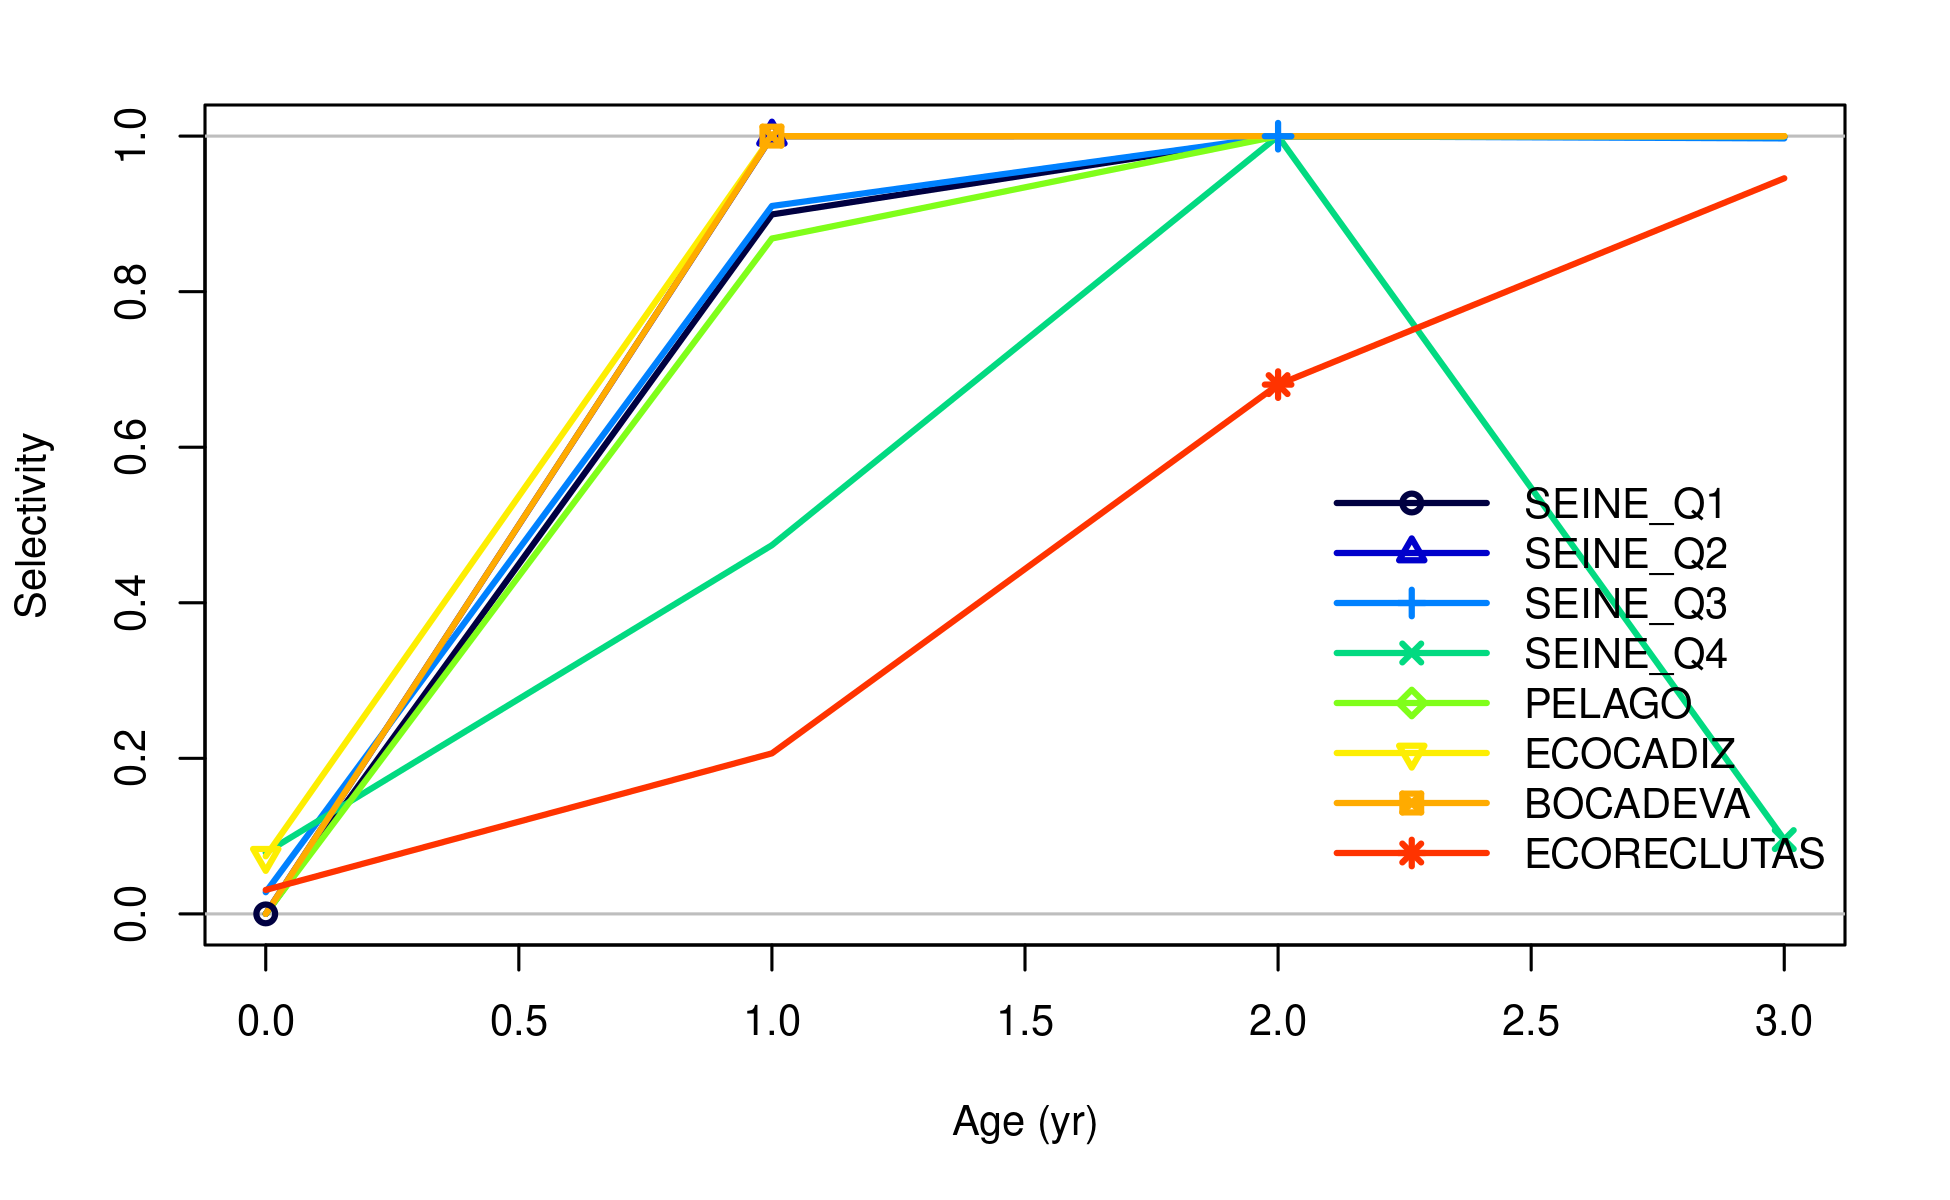 Selectivity
1.0
0.8
0.6
0.4
0.2
0.0
SEINE_Q1
SEINE_Q2
SEINE_Q3
SEINE_Q4
PELAGO
ECOCADIZ
BOCADEVA
ECORECLUTAS
0.0 0.5 1.0 1.5 2.0 2.5 3.0
Age (yr)